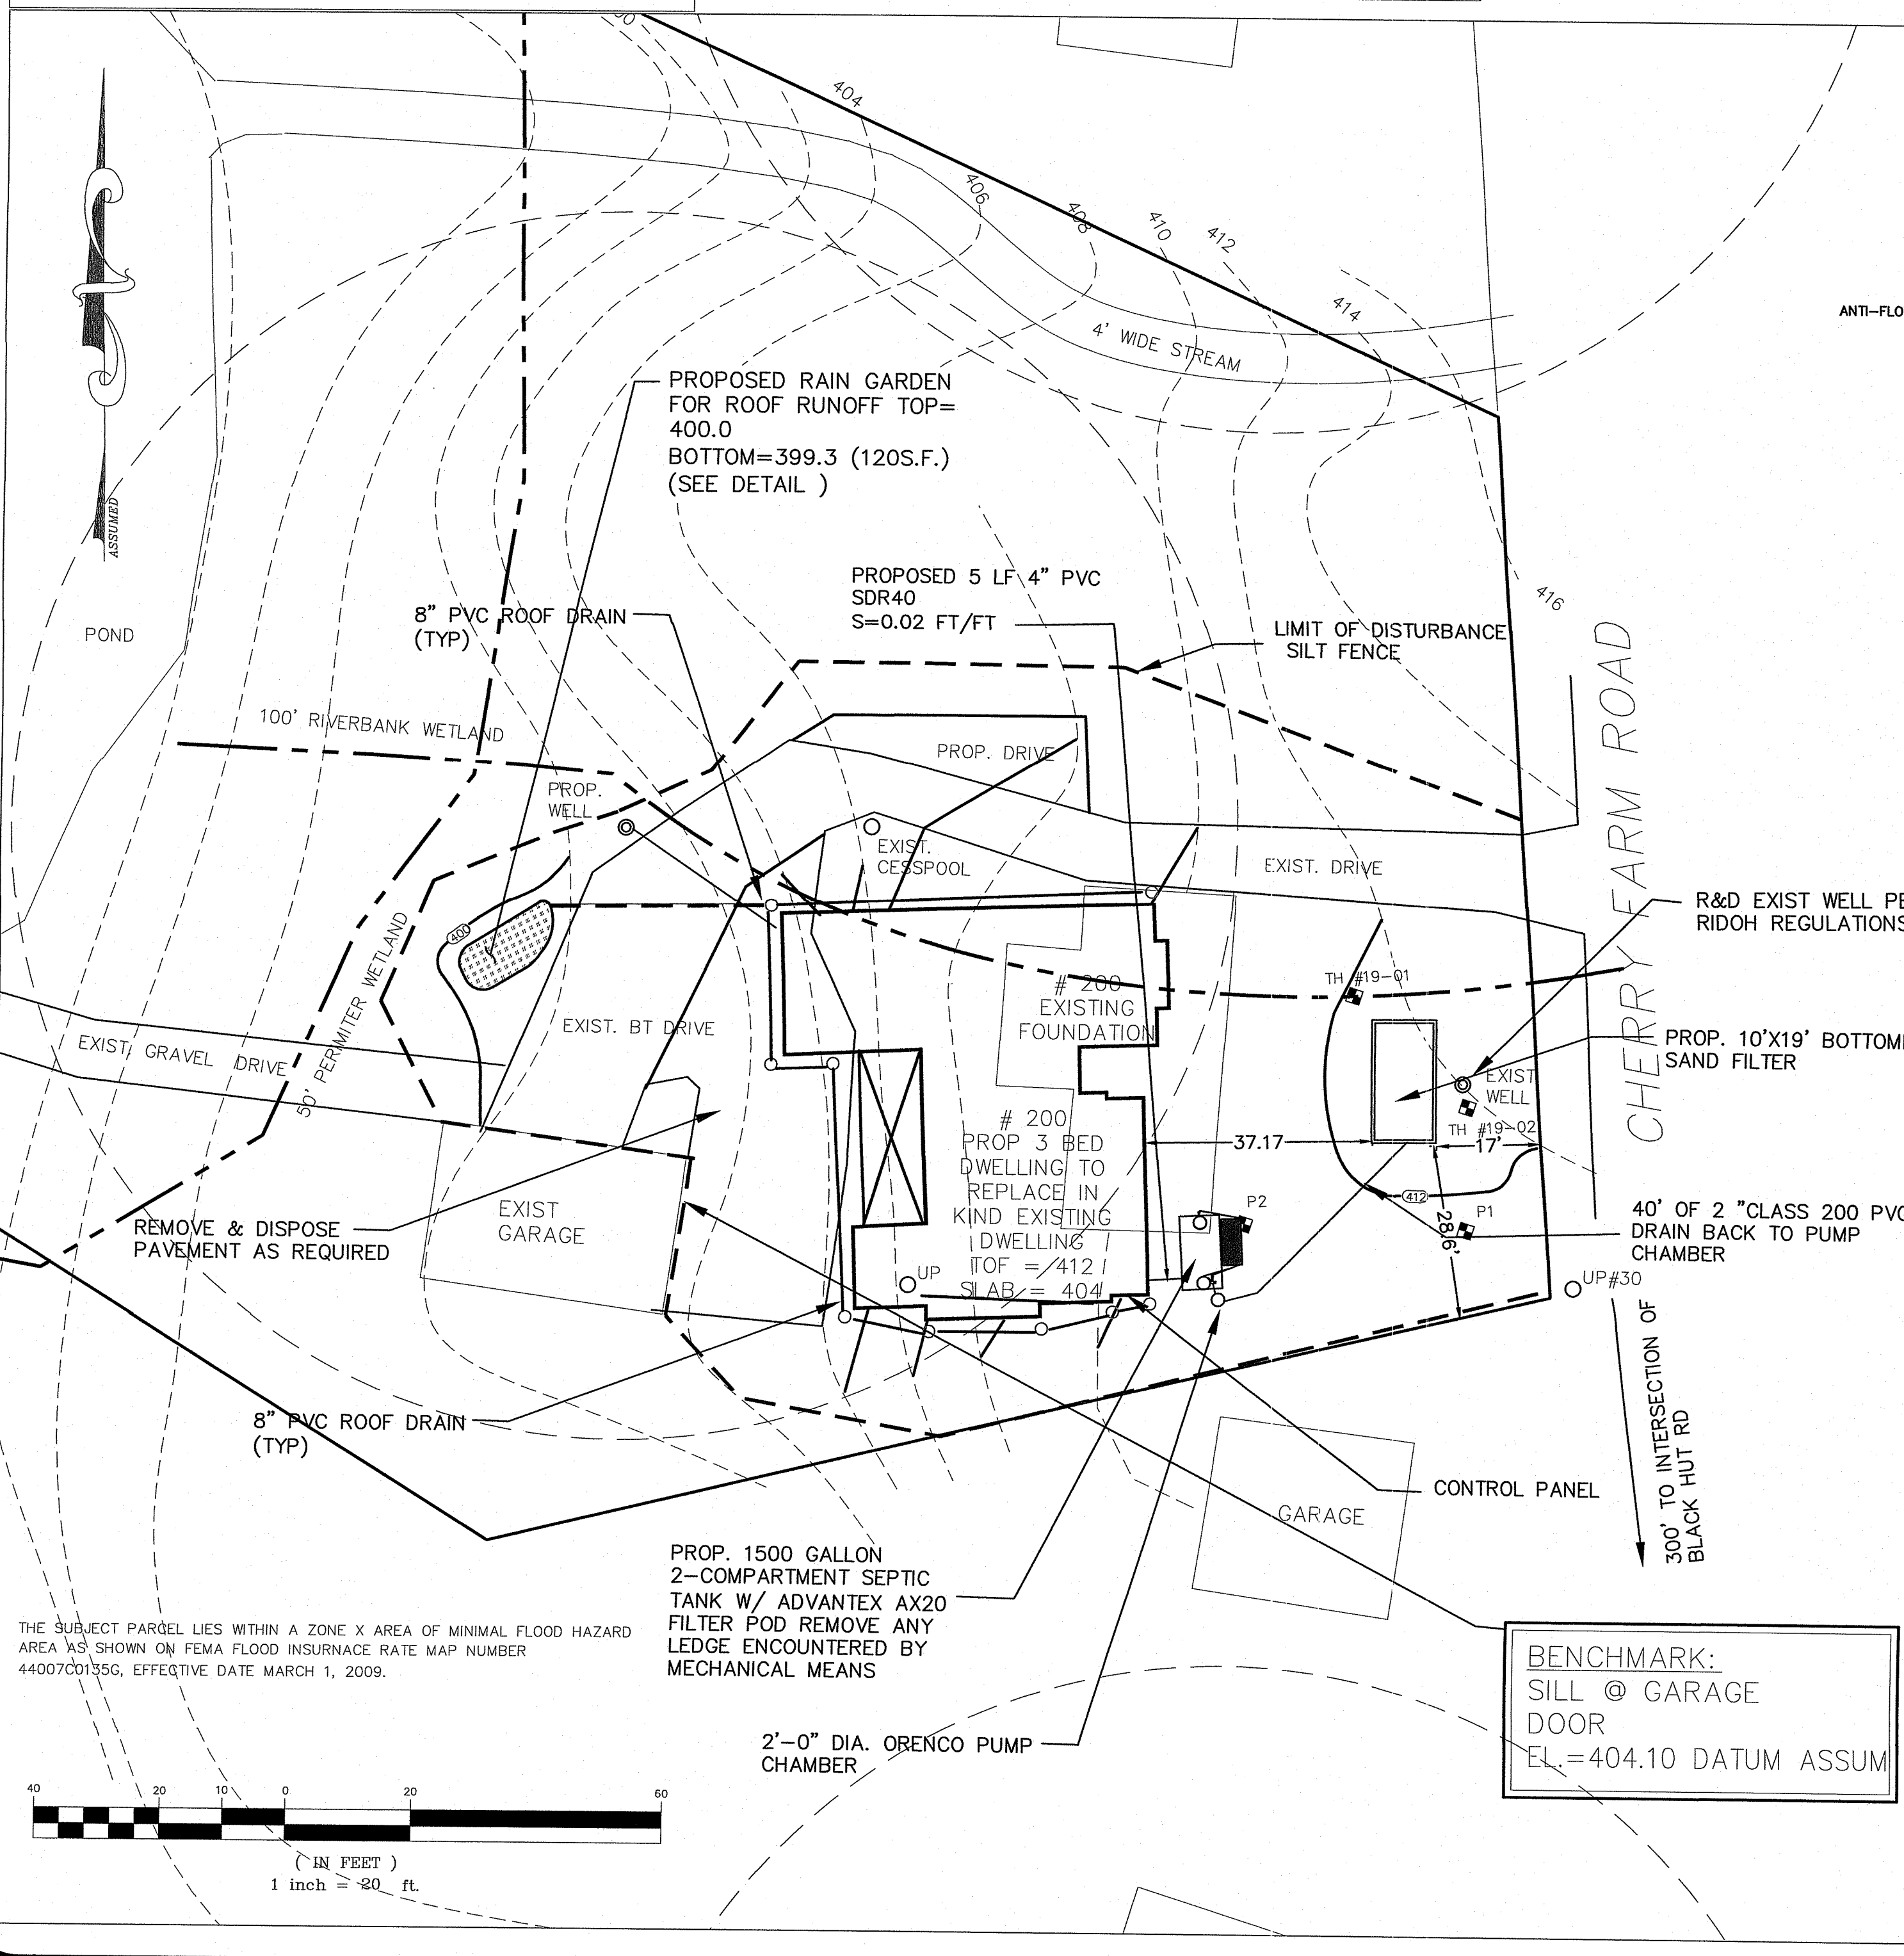 404
406
408
410
412
414
416
4' WIDE STREAM
ANTI-FLO
ASSUMED
POND
PROPOSED RAIN GARDEN
FOR ROOF RUNOFF TOP=
400.0
BOTTOM=399.3 (120S.F.)
(SEE DETAIL )
PROPOSED 5 LF 4" PVC
SDR40
S=0.02 FT/FT
8" PVC ROOF DRAIN
(TYP)
LIMIT OF DISTURBANCE
SILT FENCE
CHERRY FARM ROAD
100' RIVERBANK WETLAND
PROP. DRIVE
PROP.
WELL
EXIST.
CESSPOOL
EXIST. DRIVE
R&D EXIST WELL PE
RIDOH REGULATIONS
400
50' PERIMITER WETLAND
TH #19-01
# 200
EXISTING
FOUNDATION
EXIST. BT DRIVE
EXIST. GRAVEL DRIVE
PROP. 10'X19' BOTTOM
SAND FILTER
EXIST
WELL
TH #19-02
37.17
17'
# 200
PROP 3 BED
DWELLING TO
REPLACE IN
KIND EXISTING
DWELLING
TOF = 412
SLAB = 404
412
P1
P2
28.6'
EXIST
GARAGE
REMOVE & DISPOSE
PAVEMENT AS REQUIRED
40' OF 2 "CLASS 200 PVC
DRAIN BACK TO PUMP
CHAMBER
UP
UP#30
8" PVC ROOF DRAIN
(TYP)
300' TO INTERSECTION OF
BLACK HUT RD
CONTROL PANEL
GARAGE
PROP. 1500 GALLON
2-COMPARTMENT SEPTIC
TANK W/ ADVANTEX AX20
FILTER POD REMOVE ANY
LEDGE ENCOUNTERED BY
MECHANICAL MEANS
THE SUBJECT PARCEL LIES WITHIN A ZONE X AREA OF MINIMAL FLOOD HAZARD
AREA AS SHOWN ON FEMA FLOOD INSURNACE RATE MAP NUMBER
44007C0135G, EFFECTIVE DATE MARCH 1, 2009.
2'-0" DIA. ORENCO PUMP
CHAMBER
BENCHMARK:
SILL @ GARAGE
DOOR
EL.=404.10 DATUM ASSUM
40 20 10 0 20 60
( IN FEET )
1 inch = 20 ft.